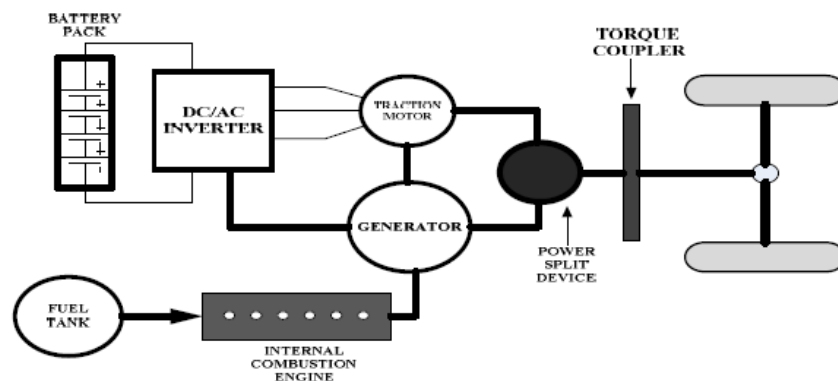 BATTERY
PACK
DC/AC
INVERTER
TRACTION
MOTOR
TORQUE
COUPLER
GENERATOR
POWER
SPLIT
DEVICE
FUEL
TANK
INTERNAL
COMBUSTION
ENGINE